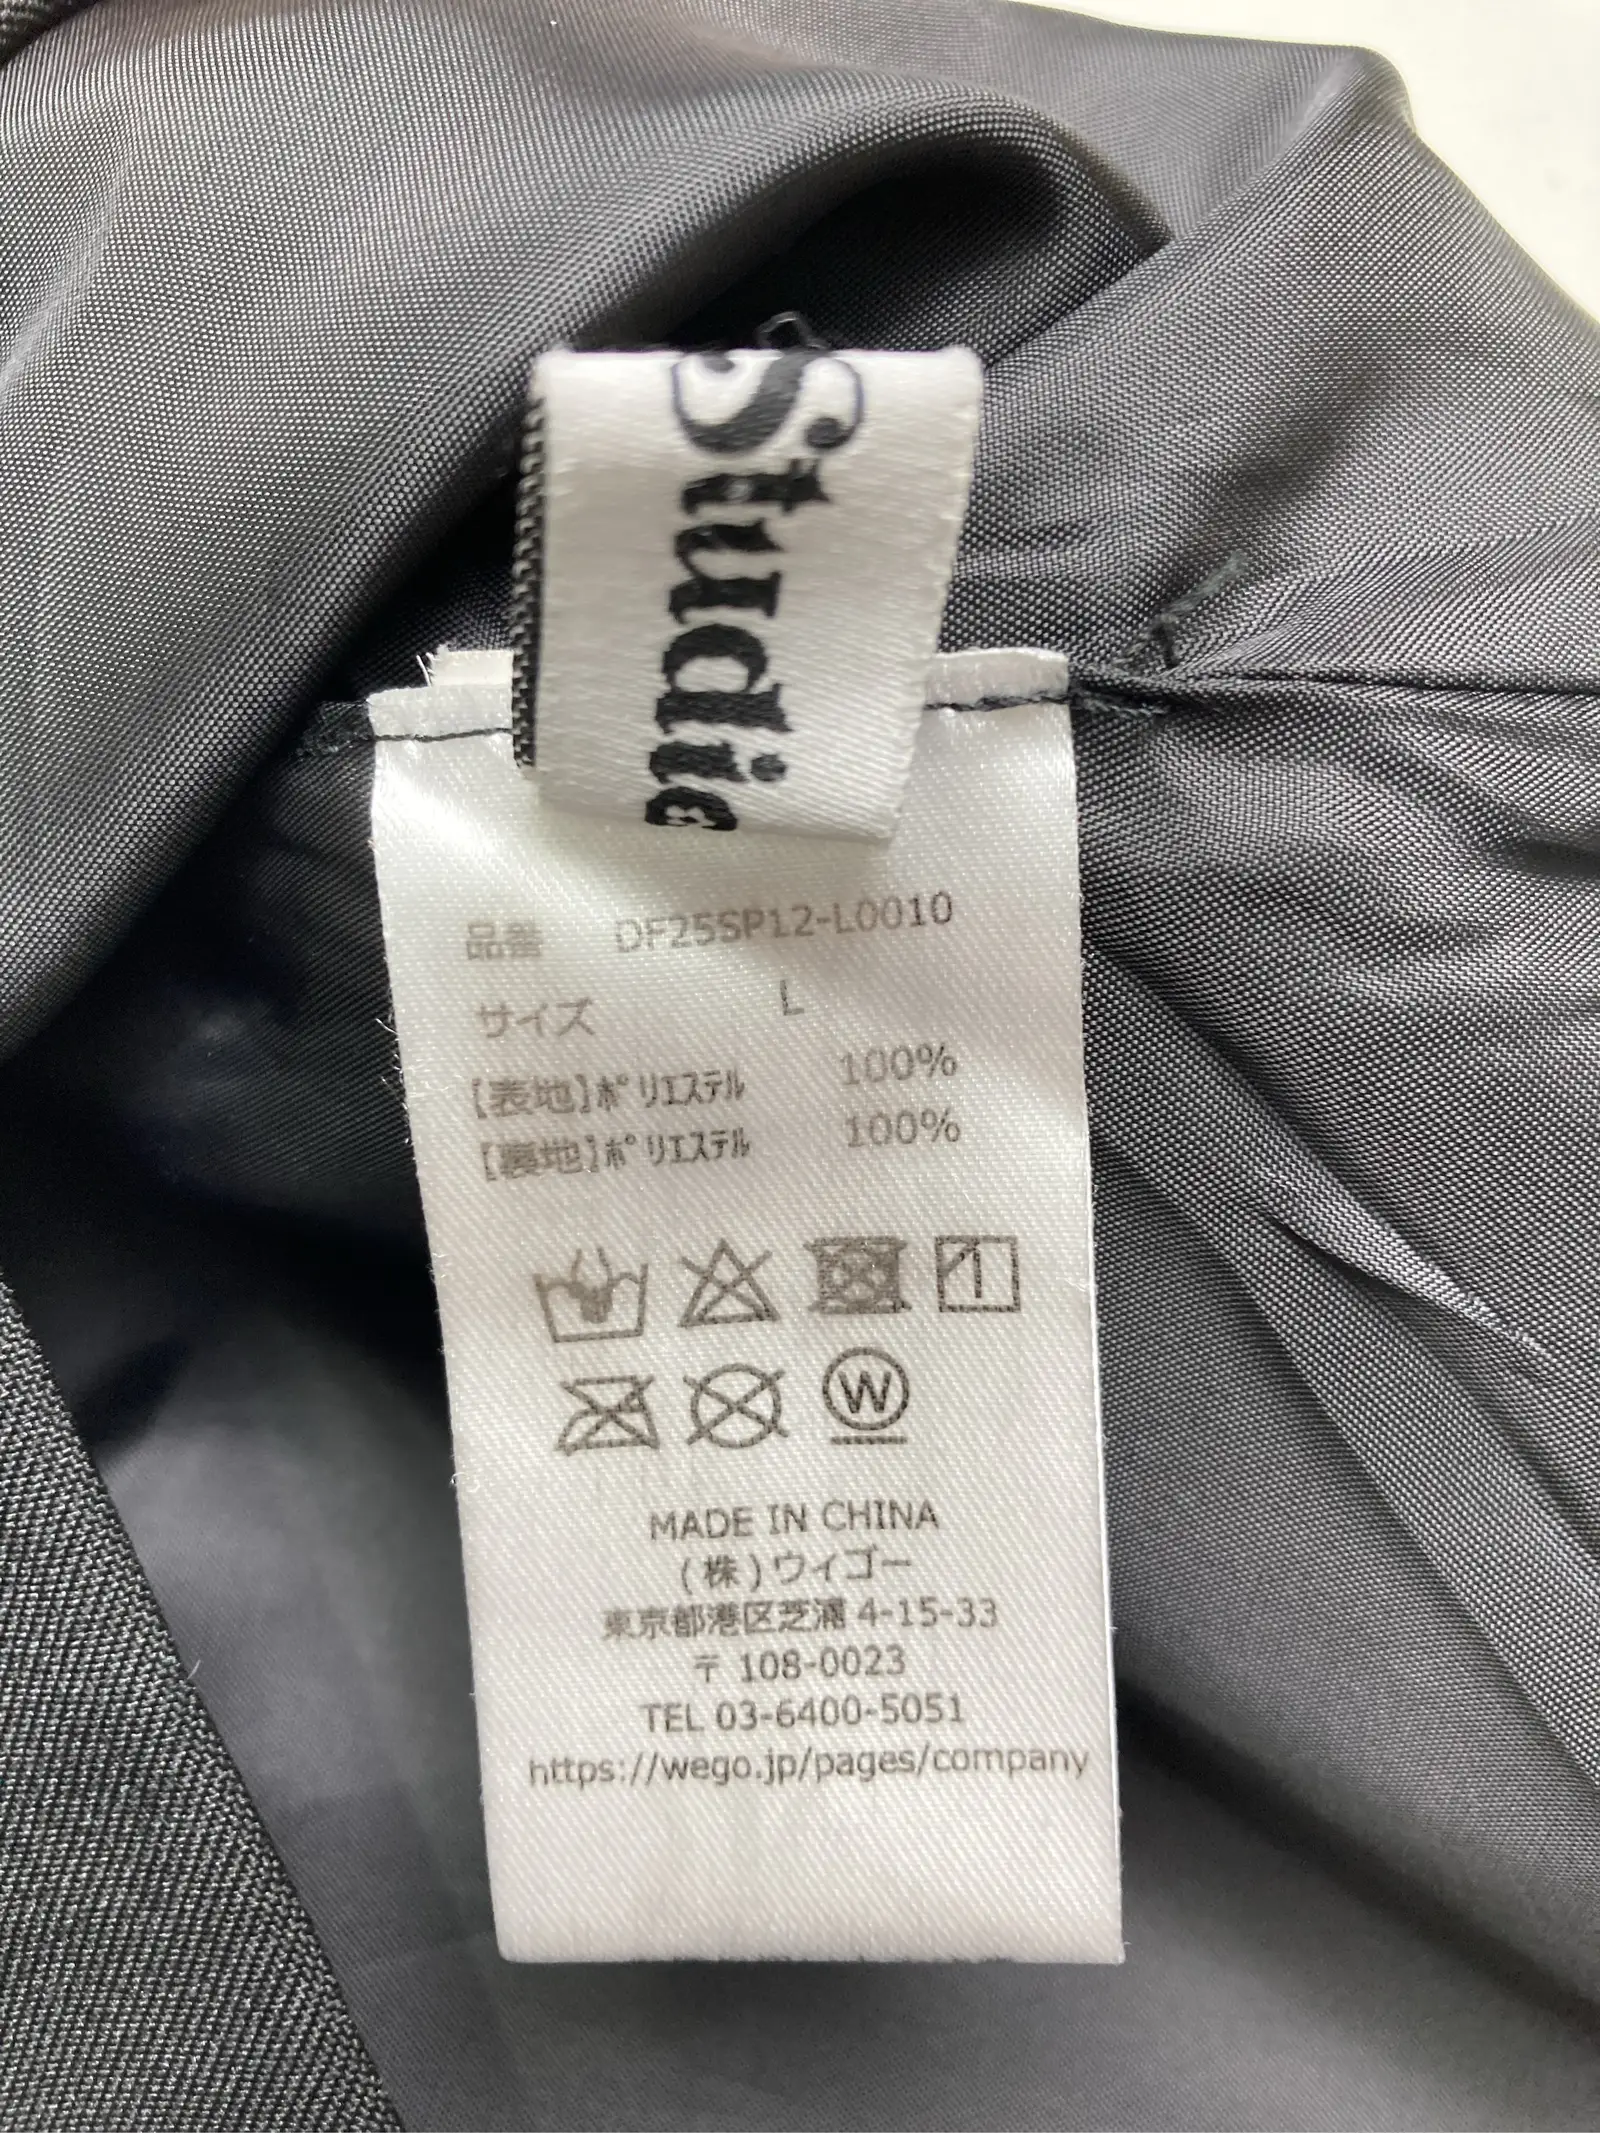 Studi
品番 DF25SP12-L0010
サイズ L
【表地】ﾎﾟﾘｴｽﾃﾙ 100%
【裏地】ﾎﾟﾘｴｽﾃﾙ 100%
W
MADE IN CHINA
(株)ウィゴー
東京都港区芝浦 4-15-33
〒 108-0023
TEL 03-6400-5051
https://wego.jp/pages/company